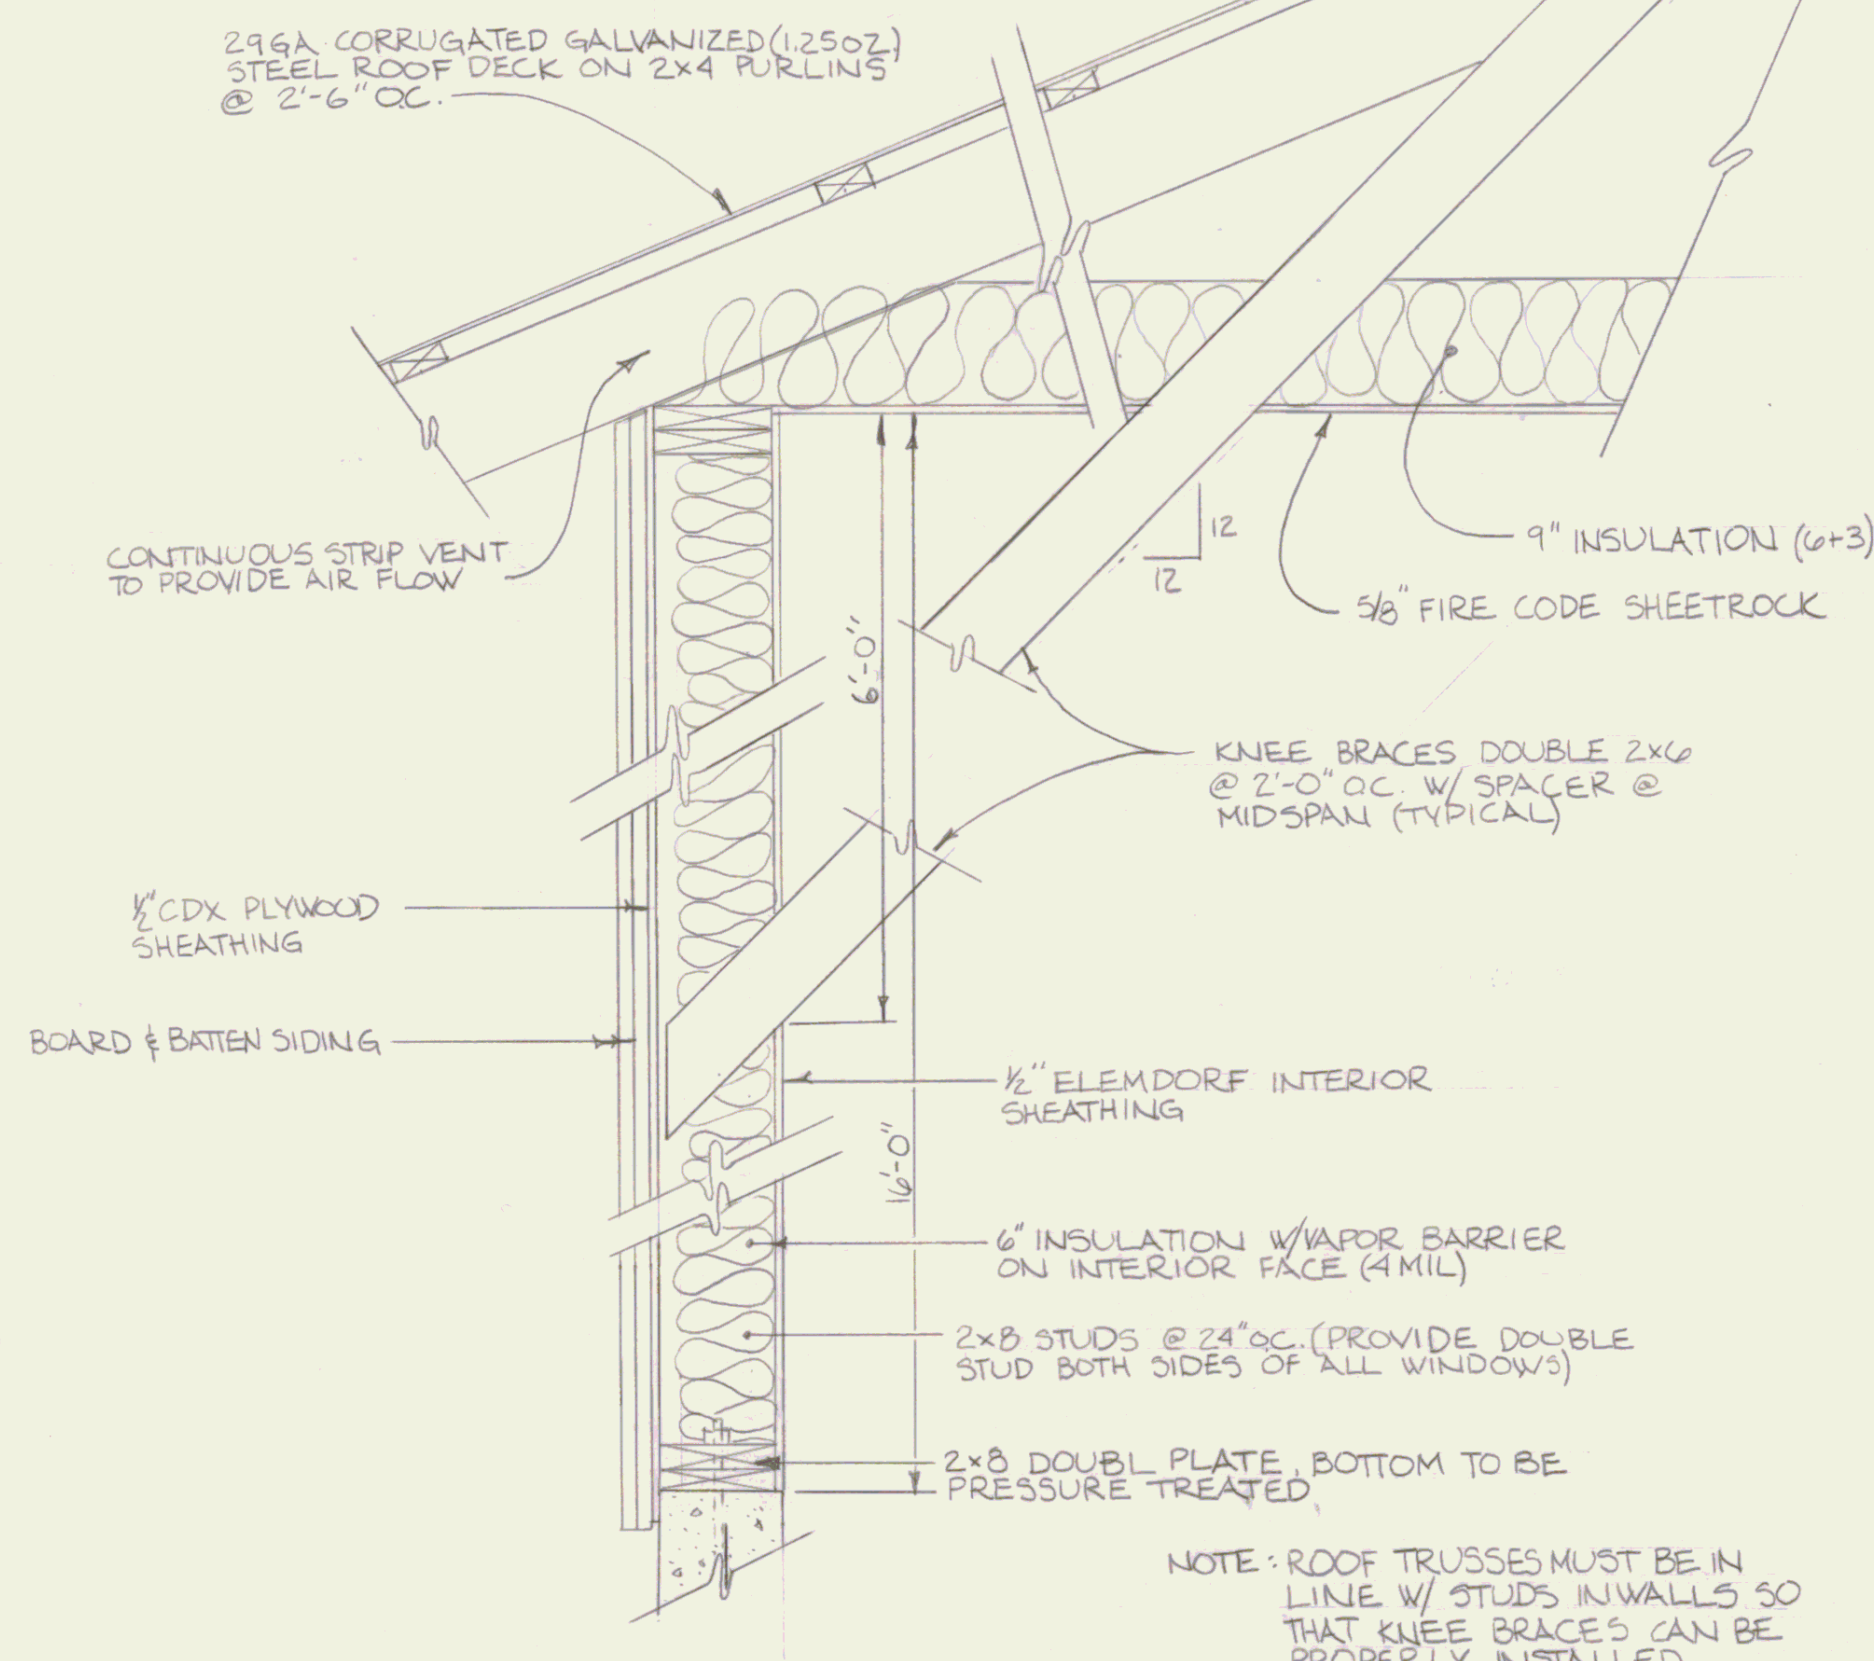 29GA CORRUGATED GALVANIZED (1.25OZ)
STEEL ROOF DECK ON 2x4 PURLINS
@ 2'-6" O.C.
CONTINUOUS STRIP VENT
TO PROVIDE AIR FLOW
12
12
9" INSULATION (6+3)
5/8" FIRE CODE SHEETROCK
6'-0"
KNEE BRACES DOUBLE 2x6
@ 2'-0" O.C. W/ SPACER @
MIDSPAN (TYPICAL)
1/2" CDX PLYWOOD
SHEATHING
BOARD & BATTEN SIDING
1/2" ELEMDORF INTERIOR
SHEATHING
16'-0"
6" INSULATION W/VAPOR BARRIER
ON INTERIOR FACE (4 MIL)
2x8 STUDS @ 24" O.C. (PROVIDE DOUBLE
STUD BOTH SIDES OF ALL WINDOWS)
2x8 DOUBL PLATE, BOTTOM TO BE
PRESSURE TREATED
NOTE: ROOF TRUSSES MUST BE IN
LINE W/ STUDS IN WALLS SO
THAT KNEE BRACES CAN BE
PROPERLY INSTALLED